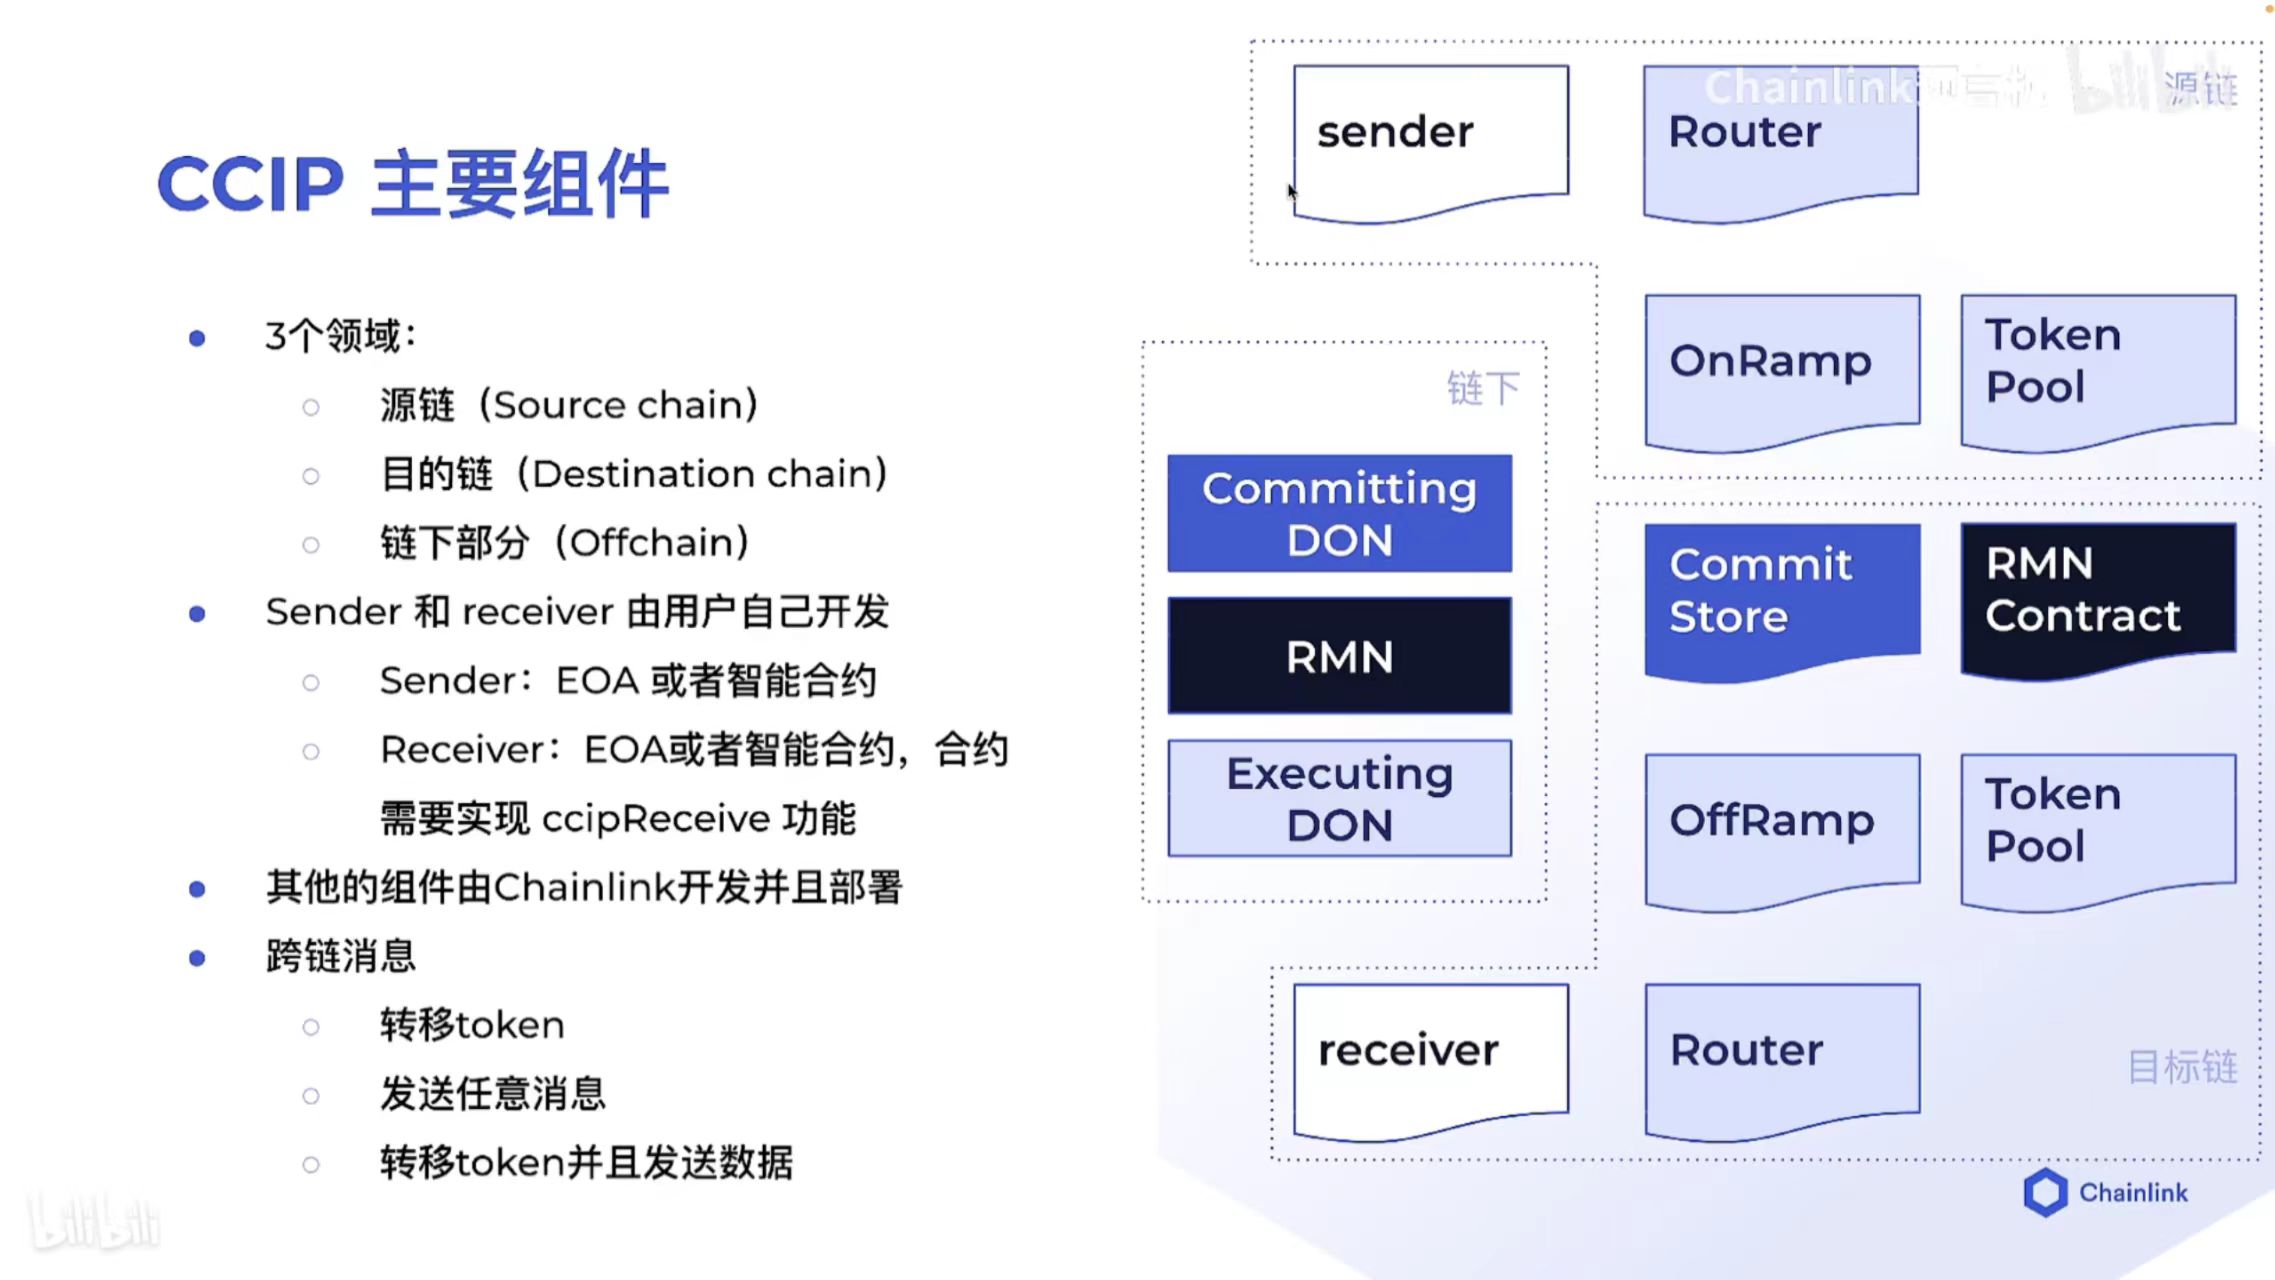 CCIP 主要组件
3个领域：
源链（Source chain）
目的链（Destination chain）
链下部分（Offchain）
Sender 和 receiver 由用户自己开发
Sender：EOA 或者智能合约
Receiver：EOA或者智能合约，合约
需要实现 ccipReceive 功能
其他的组件由Chainlink开发并且部署
跨链消息
转移token
发送任意消息
转移token并且发送数据
sender
Router
Chainlink
bilibili
源链
OnRamp
Token
Pool
链下
Committing
DON
RMN
Executing
DON
Commit
Store
RMN
Contract
OffRamp
Token
Pool
receiver
Router
目标链
Chainlink
bilibili